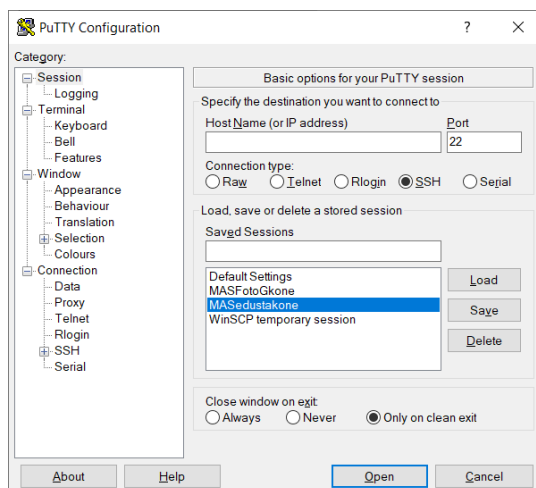 PuTTY Configuration
Category:
Session
Logging
Terminal
Keyboard
Bell
Features
Window
Appearance
Behaviour
Translation
Selection
Colours
Connection
Data
Proxy
Telnet
Rlogin
SSH
Serial
Basic options for your PuTTY session
Specify the destination you want to connect to
Host Name (or IP address) Port
22
Connection type:
Raw Telnet Rlogin SSH Serial
Load, save or delete a stored session
Saved Sessions
Default Settings
MASFotoGkone
MASedustakone
WinSCP temporary session
Load
Save
Delete
Close window on exit:
Always Never Only on clean exit
About Help Open Cancel